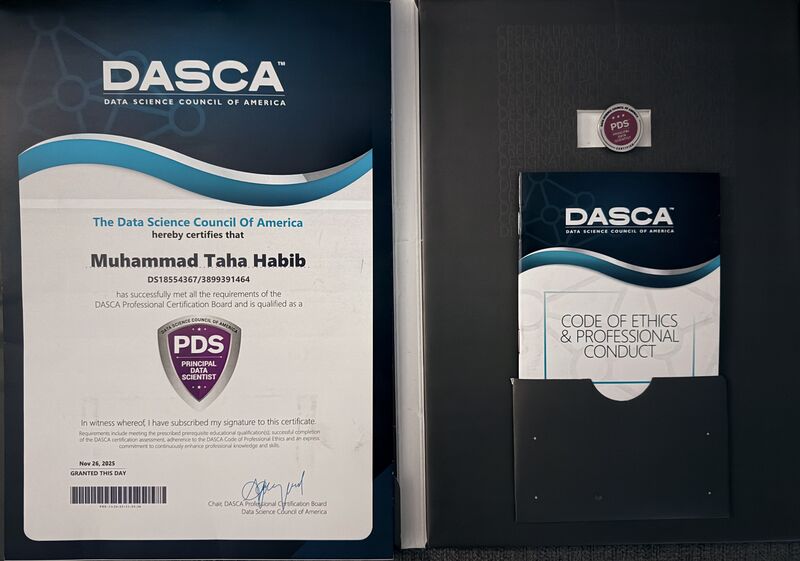 DASCA™
DATA SCIENCE COUNCIL OF AMERICA
The Data Science Council Of America
hereby certifies that
Muhammad Taha Habib
DS18554367/3899391464
has successfully met all the requirements of the
DASCA Professional Certification Board and is qualified as a
DATA SCIENCE COUNCIL OF AMERICA
PDS
PRINCIPAL
DATA
SCIENTIST
In witness whereof, I have subscribed my signature to this certificate.
Requirements include meeting the prescribed prerequisite educational qualification(s); successful completion
of the DASCA certification assessment, adherence to the DASCA Code of Professional Ethics and an express
commitment to continuously enhance professional knowledge and skills.
Nov 26, 2025
GRANTED THIS DAY
Chair, DASCA Professional Certification Board
Data Science Council of America
PDS
PRINCIPAL
DATA
SCIENTIST
DASCA™
DATA SCIENCE COUNCIL OF AMERICA
CODE OF ETHICS
& PROFESSIONAL
CONDUCT